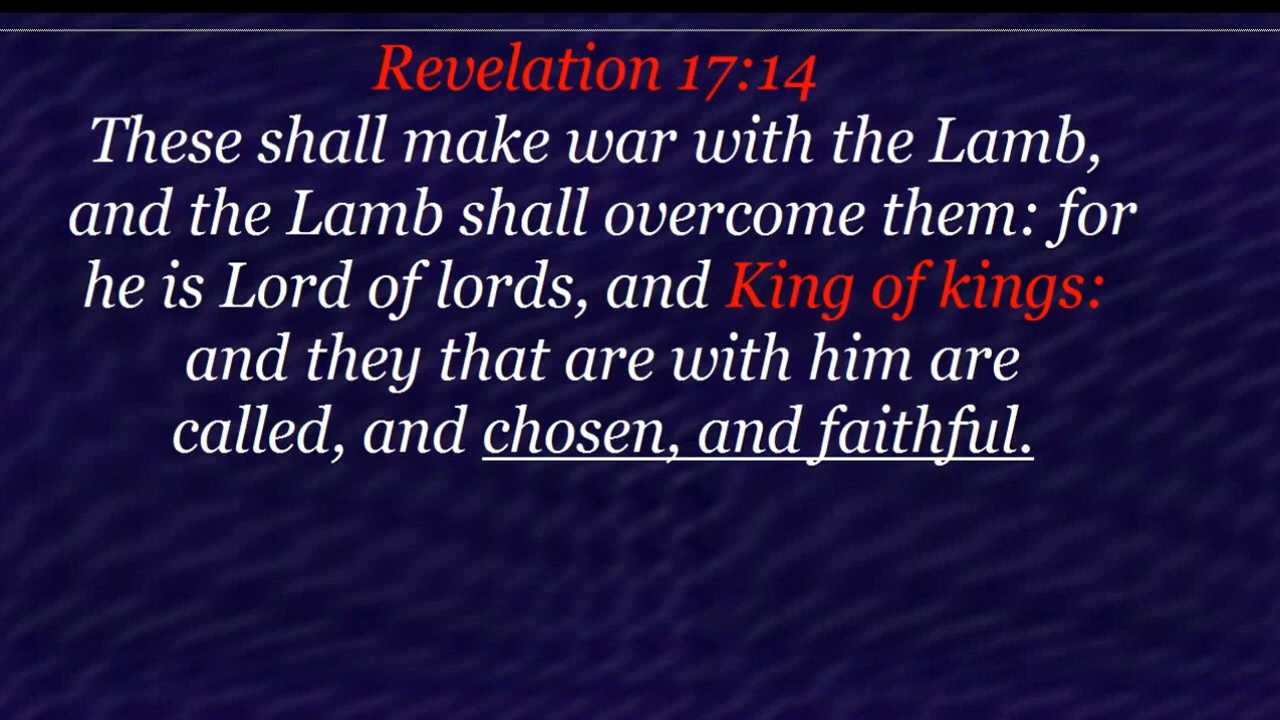 Revelation 17:14
These shall make war with the Lamb,
and the Lamb shall overcome them: for
he is Lord of lords, and King of kings:
and they that are with him are
called, and chosen, and faithful.